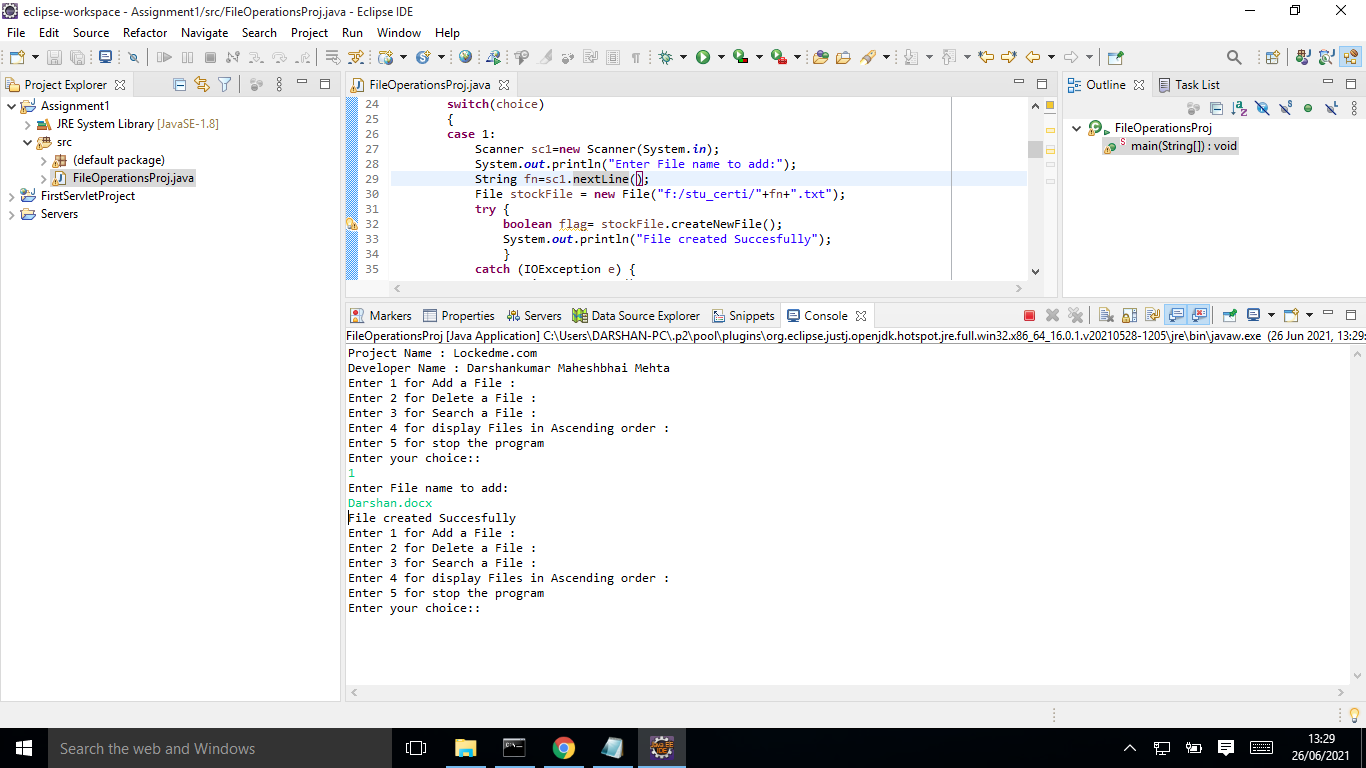 eclipse-workspace - Assignment1/src/FileOperationsProj.java - Eclipse IDE
File Edit Source Refactor Navigate Search Project Run Window Help
Project Explorer
Assignment1
JRE System Library [JavaSE-1.8]
src
(default package)
FileOperationsProj.java
FirstServletProject
Servers
FileOperationsProj.java
24 switch(choice)
25 {
26 case 1:
27 Scanner sc1=new Scanner(System.in);
28 System.out.println("Enter File name to add:");
29 String fn=sc1.nextLine();
30 File stockFile = new File("f:/stu_certi/"+fn+".txt");
31 try {
32 boolean flag= stockFile.createNewFile();
33 System.out.println("File created Succesfully");
34 }
35 catch (IOException e) {
Outline Task List
FileOperationsProj
main(String[]) : void
Markers Properties Servers Data Source Explorer Snippets Console
FileOperationsProj [Java Application] C:\Users\DARSHAN-PC\.p2\pool\plugins\org.eclipse.justj.openjdk.hotspot.jre.full.win32.x86_64_16.0.1.v20210528-1205\jre\bin\javaw.exe (26 Jun 2021, 13:29:
Project Name : Lockedme.com
Developer Name : Darshankumar Maheshbhai Mehta
Enter 1 for Add a File :
Enter 2 for Delete a File :
Enter 3 for Search a File :
Enter 4 for display Files in Ascending order :
Enter 5 for stop the program
Enter your choice::
1
Enter File name to add:
Darshan.docx
File created Succesfully
Enter 1 for Add a File :
Enter 2 for Delete a File :
Enter 3 for Search a File :
Enter 4 for display Files in Ascending order :
Enter 5 for stop the program
Enter your choice::
Search the web and Windows
13:29
26/06/2021